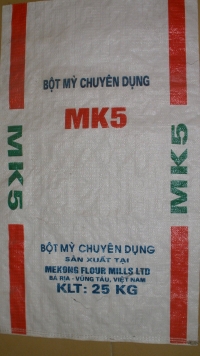 BỘT MỲ CHUYÊN DỤNG
MK5
MK5
MK5
BỘT MỲ CHUYÊN DỤNG
SẢN XUẤT TẠI
MEKONG FLOUR MILLS LTD
BÀ RỊA - VŨNG TÀU, VIỆT NAM
KLT: 25 KG